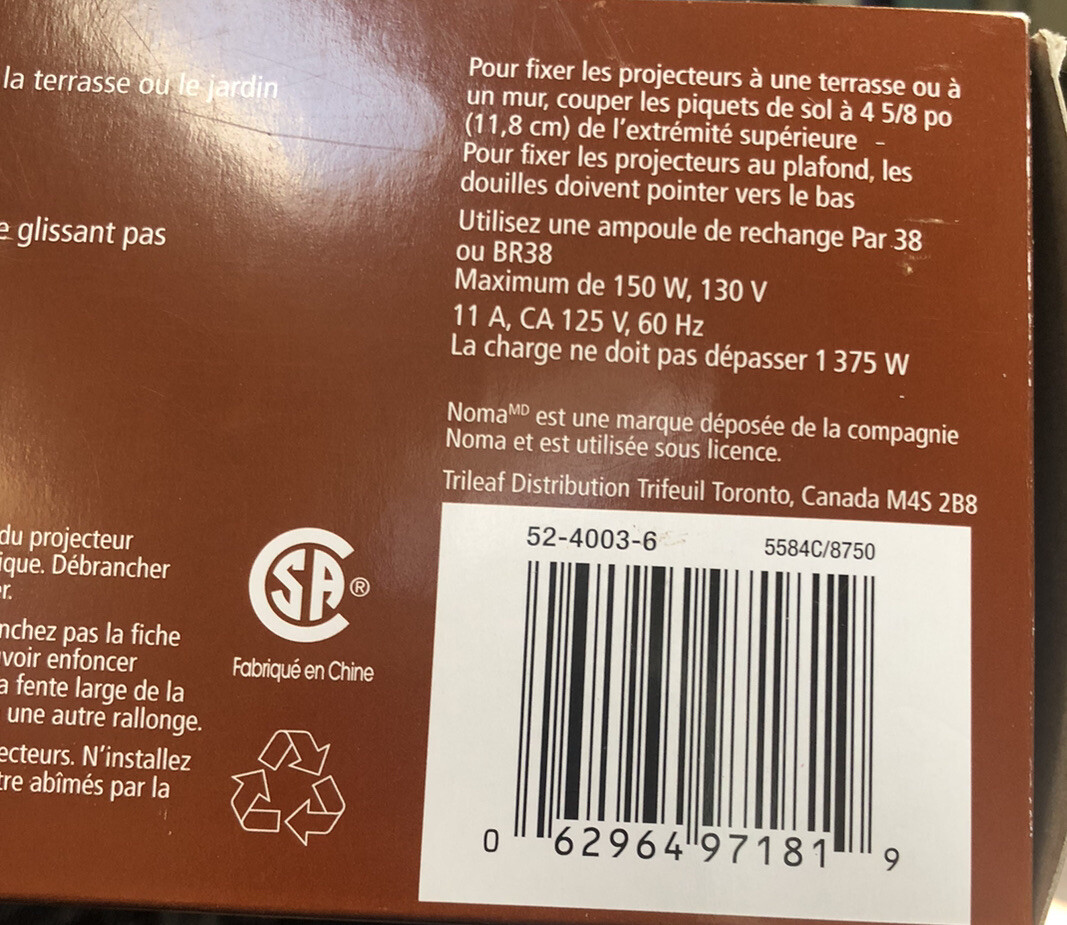 la terrasse ou le jardin
glissant pas
du projecteur
ique. Débrancher
r.
nchez pas la fiche
voir enfoncer
a fente large de la
une autre rallonge.
ecteurs. N'installez
tre abîmés par la
CSA®
Fabriqué en Chine
Pour fixer les projecteurs à une terrasse ou à
un mur, couper les piquets de sol à 4 5/8 po
(11,8 cm) de l'extrémité supérieure -
Pour fixer les projecteurs au plafond, les
douilles doivent pointer vers le bas
Utilisez une ampoule de rechange Par 38
ou BR38
Maximum de 150 W, 130 V
11 A, CA 125 V, 60 Hz
La charge ne doit pas dépasser 1 375 W
Noma MD est une marque déposée de la compagnie
Noma et est utilisée sous licence.
Trileaf Distribution Trifeuil Toronto, Canada M4S 2B8
52-4003-6 5584C/8750
0 62964 97181 9